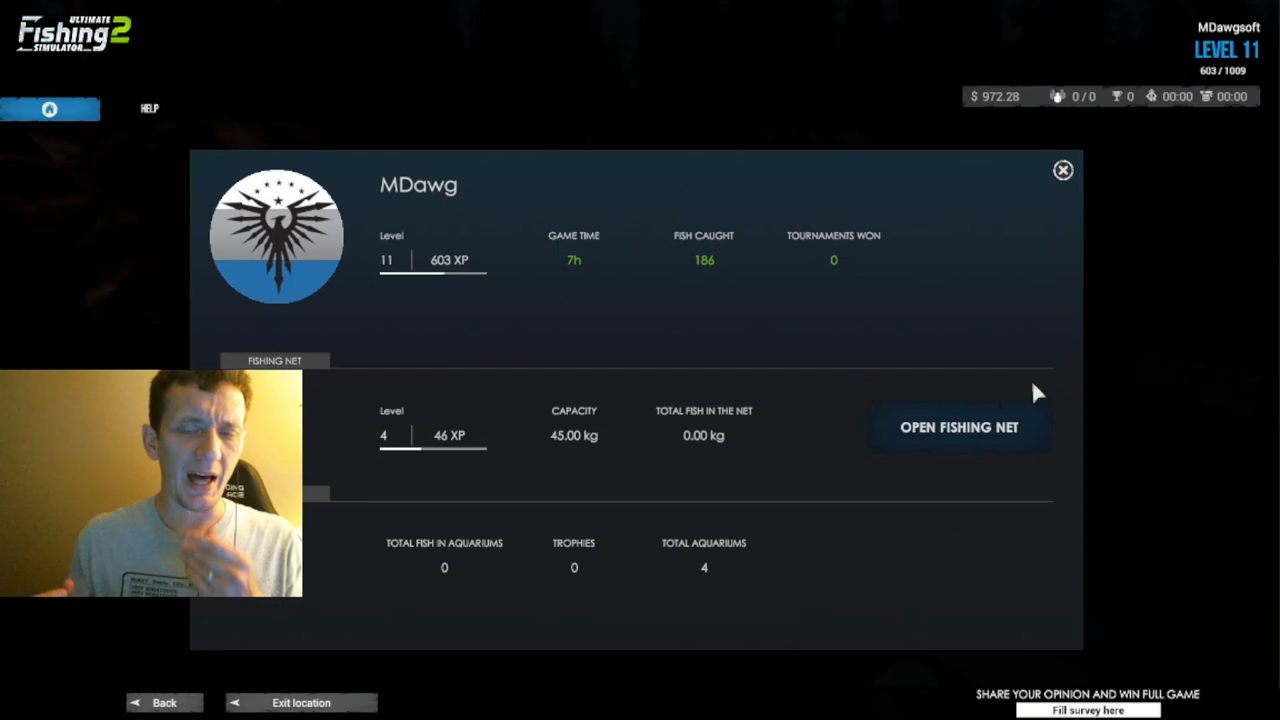 ULTIMATE
Fishing 2
SIMULATOR
MDawgsoft
LEVEL 11
603 / 1009
$ 972.28 0 / 0 0 00:00 00:00
HELP
MDawg
Level GAME TIME FISH CAUGHT TOURNAMENTS WON
11 603 XP 7h 186 0
FISHING NET
Level CAPACITY TOTAL FISH IN THE NET
4 46 XP 45.00 kg 0.00 kg
OPEN FISHING NET
TOTAL FISH IN AQUARIUMS TROPHIES TOTAL AQUARIUMS
0 0 4
Back Exit location
SHARE YOUR OPINION AND WIN FULL GAME
Fill survey here